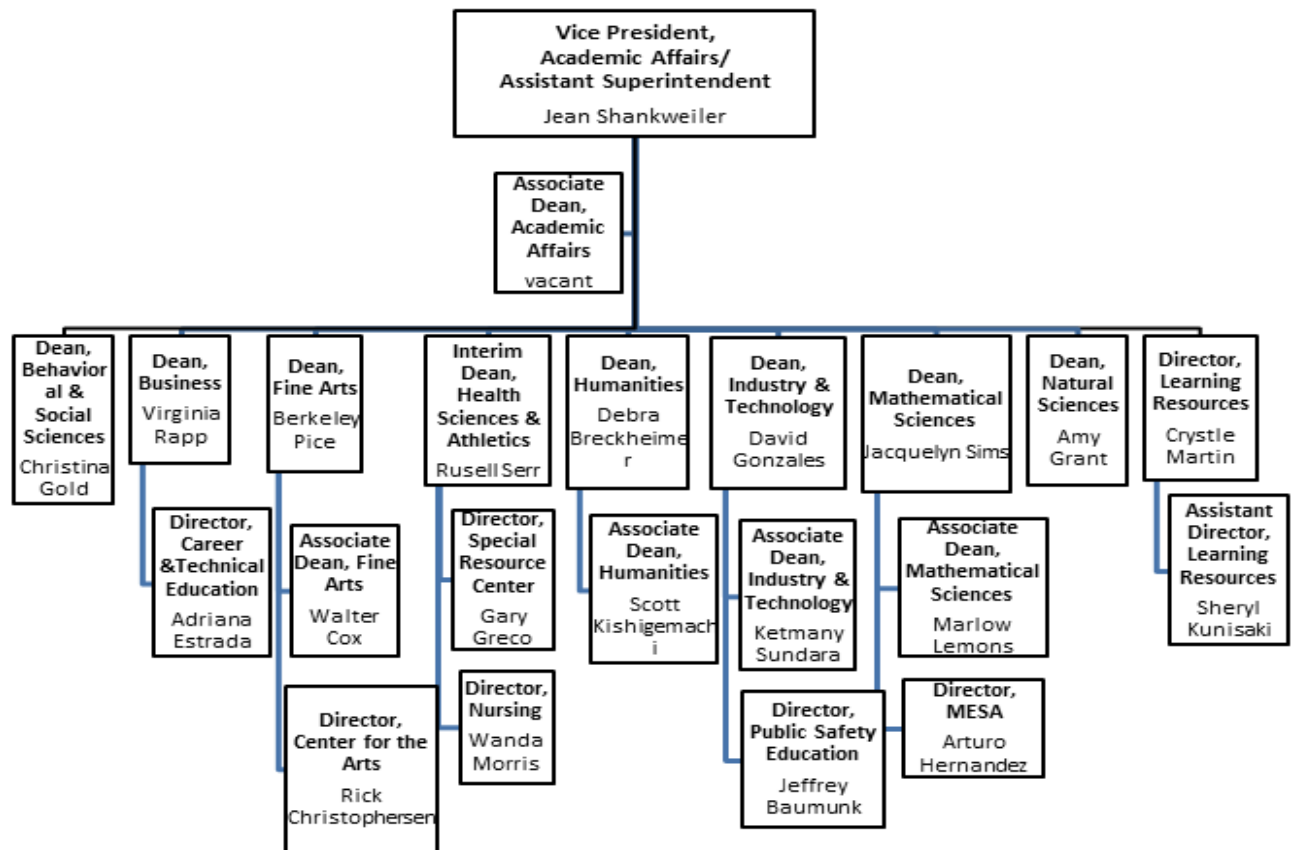 Vice President,
Academic Affairs/
Assistant Superintendent
Jean Shankweiler
Associate
Dean,
Academic
Affairs
vacant
Dean,
Behavior
al &
Social
Sciences
Christina
Gold
Dean,
Business
Virginia
Rapp
Dean,
Fine Arts
Berkeley
Pice
Interim
Dean,
Health
Sciences &
Athletics
Rusell Serr
Dean,
Humanities
Debra
Breckheime
r
Dean,
Industry &
Technology
David
Gonzales
Dean,
Mathematical
Sciences
Jacquelyn Sims
Dean,
Natural
Sciences
Amy
Grant
Director,
Learning
Resources
Crystle
Martin
Director,
Career
&Technical
Education
Adriana
Estrada
Associate
Dean, Fine
Arts
Walter
Cox
Director,
Special
Resource
Center
Gary
Greco
Associate
Dean,
Humanities
Scott
Kishigemach
i
Associate
Dean,
Industry &
Technology
Ketmany
Sundara
Associate
Dean,
Mathematical
Sciences
Marlow
Lemons
Assistant
Director,
Learning
Resources
Sheryl
Kunisaki
Director,
Center for the
Arts
Rick
Christophersen
Director,
Nursing
Wanda
Morris
Director,
Public Safety
Education
Jeffrey
Baumunk
Director,
MESA
Arturo
Hernandez